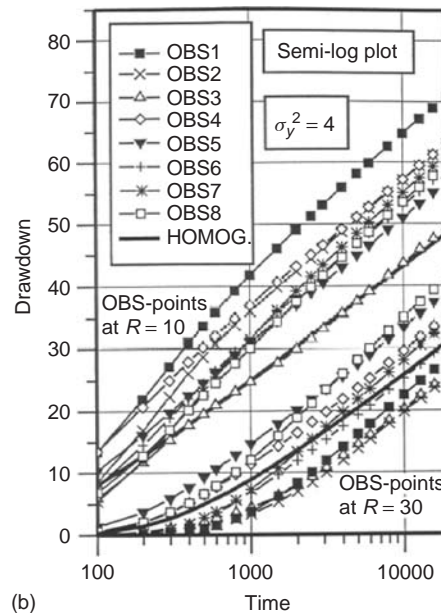 Semi-log plot
σy² = 4
OBS1
OBS2
OBS3
OBS4
OBS5
OBS6
OBS7
OBS8
HOMOG.
OBS-points
at R = 10
OBS-points
at R = 30
Drawdown
80
70
60
50
40
30
20
10
0
100
1000
10000
Time
(b)